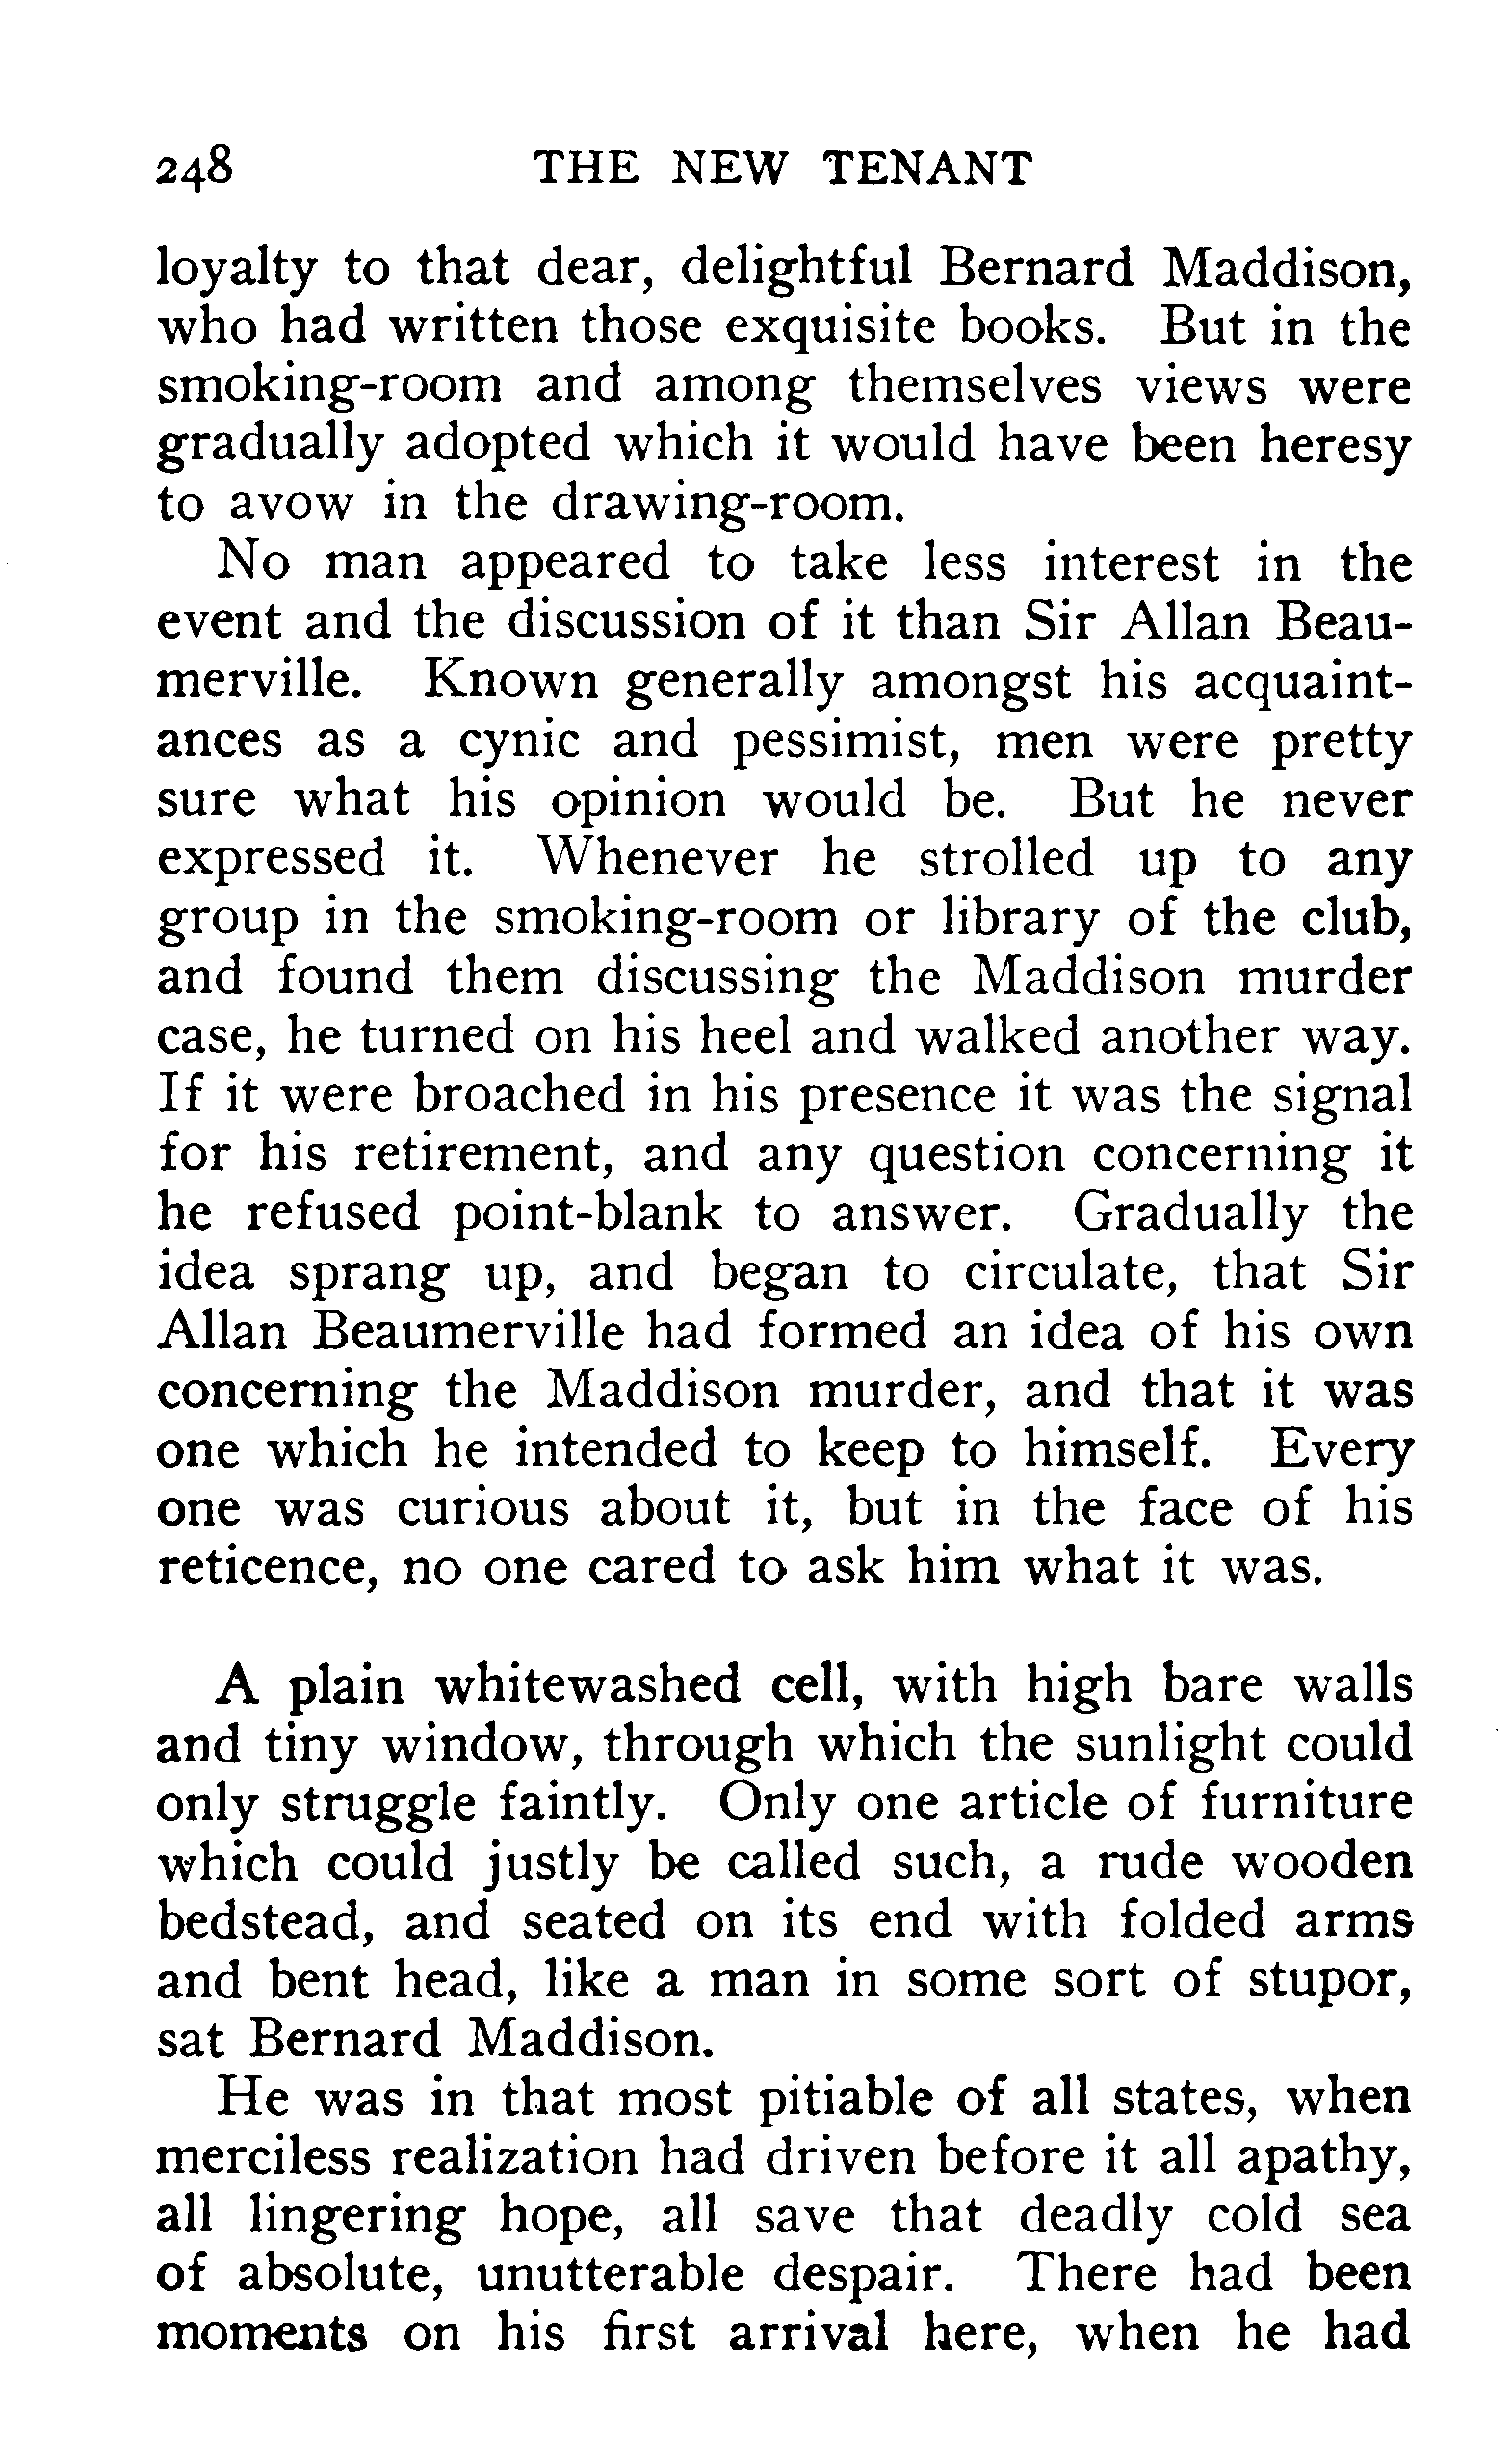 248 THE NEW TENANT
loyalty to that dear, delightful Bernard Maddison,
who had written those exquisite books. But in the
smoking-room and among themselves views were
gradually adopted which it would have been heresy
to avow in the drawing-room.
No man appeared to take less interest in the
event and the discussion of it than Sir Allan Beau-
merville. Known generally amongst his acquaint-
ances as a cynic and pessimist, men were pretty
sure what his opinion would be. But he never
expressed it. Whenever he strolled up to any
group in the smoking-room or library of the club,
and found them discussing the Maddison murder
case, he turned on his heel and walked another way.
If it were broached in his presence it was the signal
for his retirement, and any question concerning it
he refused point-blank to answer. Gradually the
idea sprang up, and began to circulate, that Sir
Allan Beaumerville had formed an idea of his own
concerning the Maddison murder, and that it was
one which he intended to keep to himself. Every
one was curious about it, but in the face of his
reticence, no one cared to ask him what it was.
A plain whitewashed cell, with high bare walls
and tiny window, through which the sunlight could
only struggle faintly. Only one article of furniture
which could justly be called such, a rude wooden
bedstead, and seated on its end with folded arms
and bent head, like a man in some sort of stupor,
sat Bernard Maddison.
He was in that most pitiable of all states, when
merciless realization had driven before it all apathy,
all lingering hope, all save that deadly cold sea
of absolute, unutterable despair. There had been
moments on his first arrival here, when he had